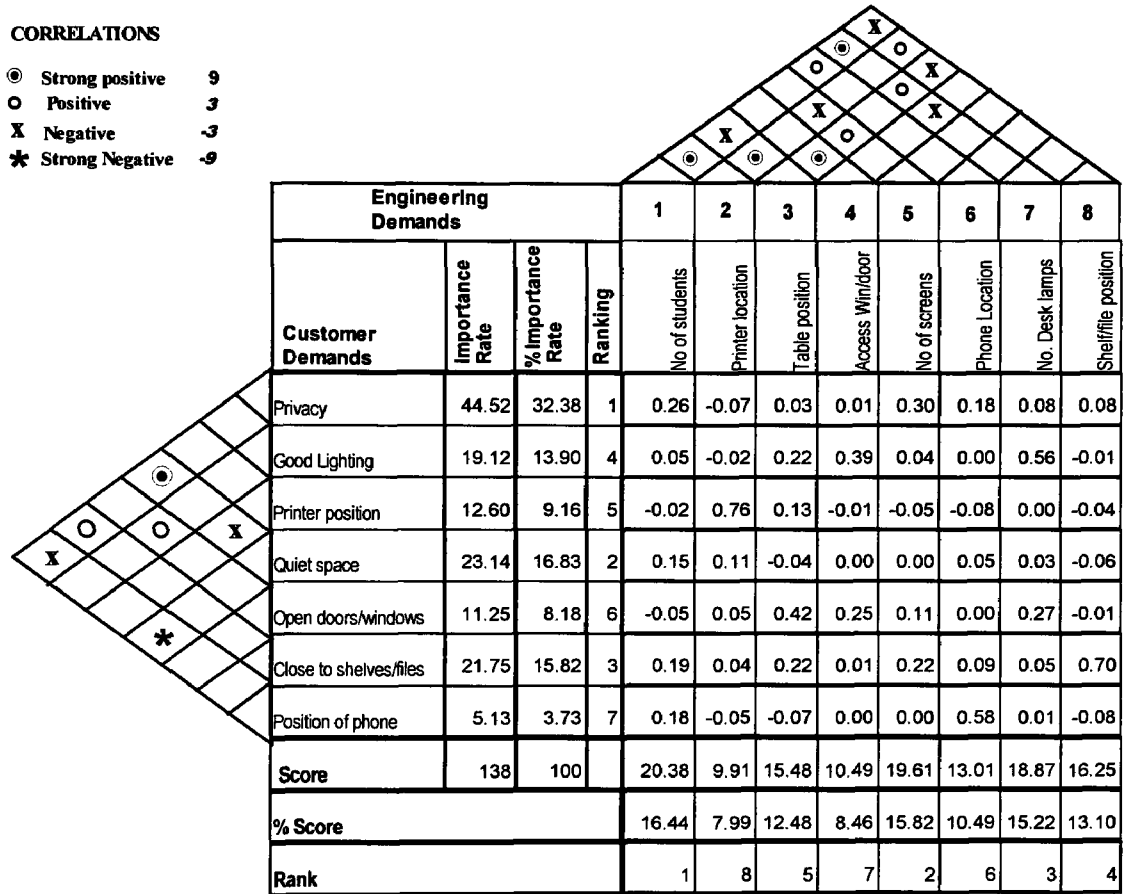 CORRELATIONS
Strong positive 9
Positive 3
X Negative -3
Strong Negative -9
X
X
X
X
X
Engineering Demands 1 2 3 4 5 6 7 8
Customer Demands Importance Rate % Importance Rate Ranking No of students Printer location Table position Access Win/door No of screens Phone Location No. Desk lamps Shelf/file position
Privacy 44.52 32.38 1 0.26 -0.07 0.03 0.01 0.30 0.18 0.08 0.08
Good Lighting 19.12 13.90 4 0.05 -0.02 0.22 0.39 0.04 0.00 0.56 -0.01
Printer position 12.60 9.16 5 -0.02 0.76 0.13 -0.01 -0.05 -0.08 0.00 -0.04
X
Quiet space 23.14 16.83 2 0.15 0.11 -0.04 0.00 0.00 0.05 0.03 -0.06
X
Open doors/windows 11.25 8.18 6 -0.05 0.05 0.42 0.25 0.11 0.00 0.27 -0.01
Close to shelves/files 21.75 15.82 3 0.19 0.04 0.22 0.01 0.22 0.09 0.05 0.70
Position of phone 5.13 3.73 7 0.18 -0.05 -0.07 0.00 0.00 0.58 0.01 -0.08
Score 138 100 20.38 9.91 15.48 10.49 19.61 13.01 18.87 16.25
% Score 16.44 7.99 12.48 8.46 15.82 10.49 15.22 13.10
Rank 1 8 5 7 2 6 3 4